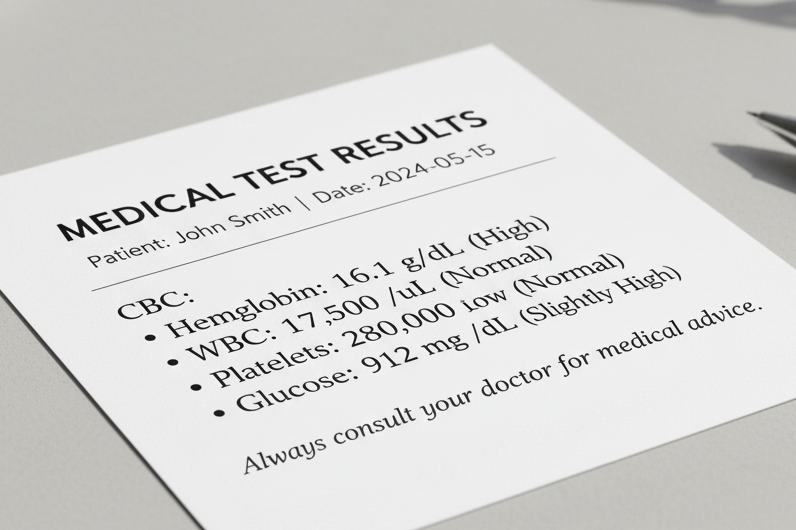 MEDICAL TEST RESULTS
Patient: John Smith | Date: 2024-05-15
CBC:
• Hemglobin: 16.1 g/dL (High)
• WBC: 17,500 /uL (Normal)
• Platelets: 280,000 iow (Normal)
• Glucose: 912 mg /dL (Slightly High)
Always consult your doctor for medical advice.